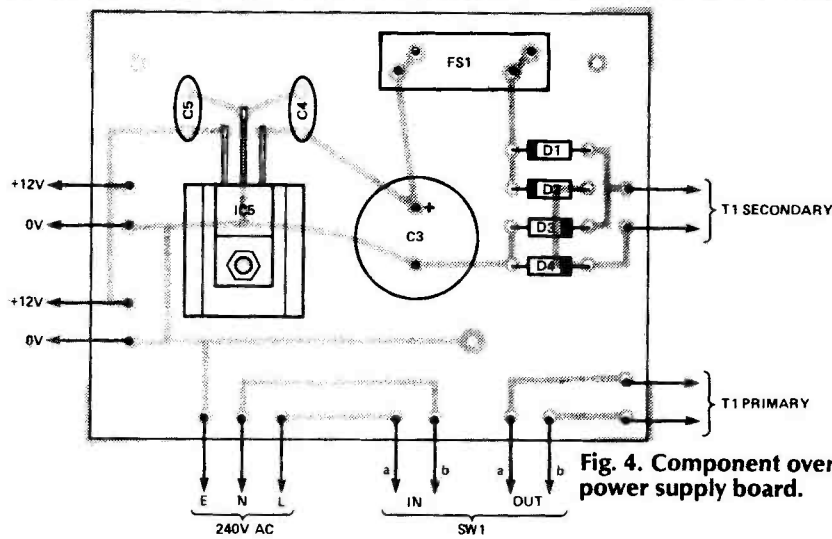 FS1
C5
C4
D1
D2
+12V
IC5
T1 SECONDARY
0V
+
C3
D3
D4
+12V
0V
T1 PRIMARY
a b a b
E N L IN OUT
240V AC SW1
Fig. 4. Component over
power supply board.